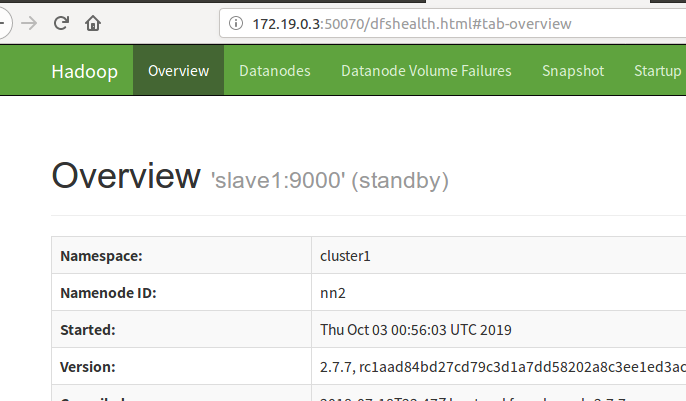 172.19.0.3:50070/dfshealth.html#tab-overview
Hadoop Overview Datanodes Datanode Volume Failures Snapshot Startup
Overview 'slave1:9000' (standby)
Namespace: cluster1
Namenode ID: nn2
Started: Thu Oct 03 00:56:03 UTC 2019
Version: 2.7.7, rc1aad84bd27cd79c3d1a7dd58202a8c3ee1ed3ac